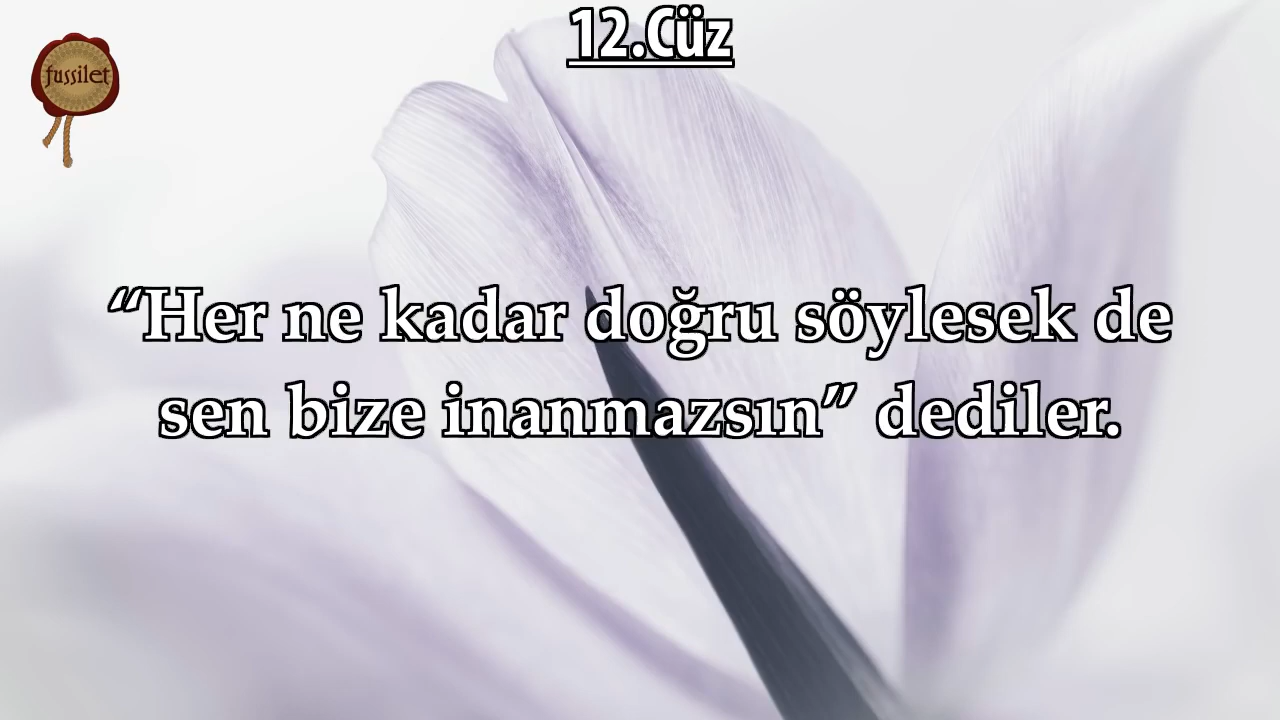 12.Cüz
fussilet
“Her ne kadar doğru söylesek de
sen bize inanmazsın” dediler.